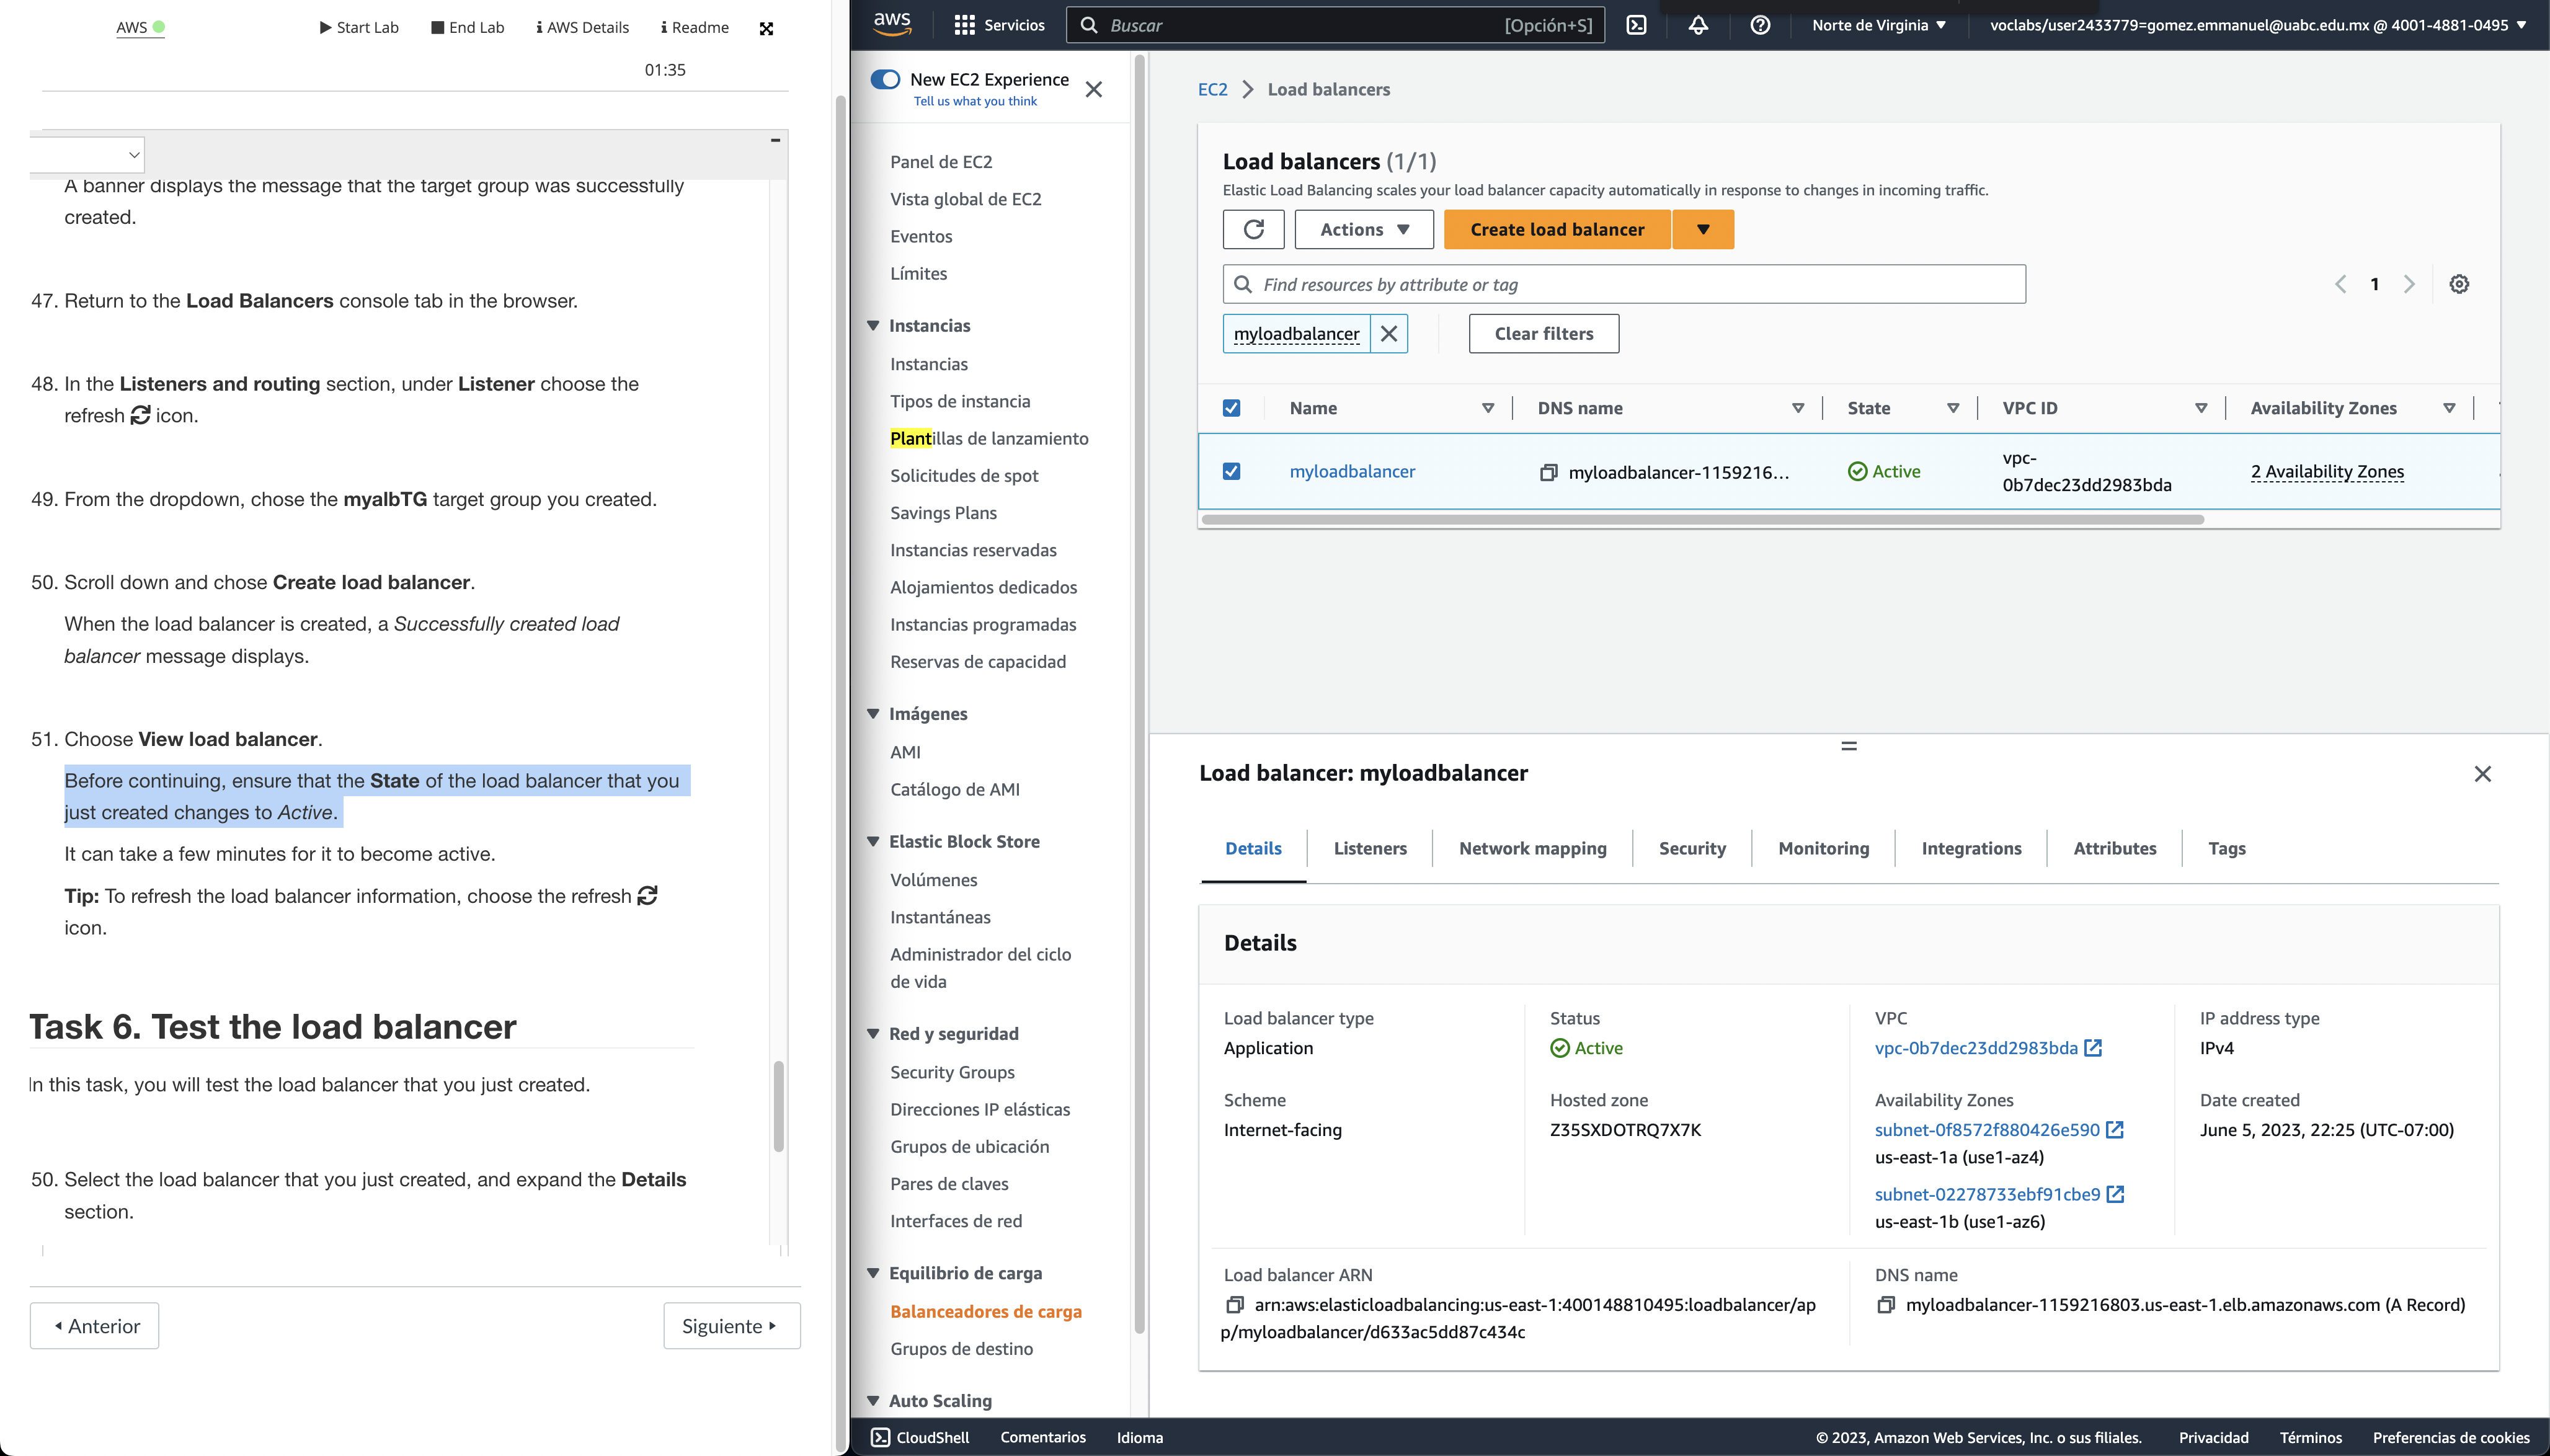 AWS
Start Lab
End Lab
AWS Details
Readme
01:35
A banner displays the message that the target group was successfully
created.
47. Return to the Load Balancers console tab in the browser.
48. In the Listeners and routing section, under Listener choose the
refresh icon.
49. From the dropdown, chose the myalbTG target group you created.
50. Scroll down and chose Create load balancer.
When the load balancer is created, a Successfully created load
balancer message displays.
51. Choose View load balancer.
Before continuing, ensure that the State of the load balancer that you
just created changes to Active.
It can take a few minutes for it to become active.
Tip: To refresh the load balancer information, choose the refresh
icon.
Task 6. Test the load balancer
In this task, you will test the load balancer that you just created.
50. Select the load balancer that you just created, and expand the Details
section.
Anterior
Siguiente
aws
Servicios
Buscar
[Opción+S]
Norte de Virginia
voclabs/user2433779=gomez.emmanuel@uabc.edu.mx @ 4001-4881-0495
New EC2 Experience
Tell us what you think
Panel de EC2
Vista global de EC2
Eventos
Límites
Instancias
Instancias
Tipos de instancia
Plantillas de lanzamiento
Solicitudes de spot
Savings Plans
Instancias reservadas
Alojamientos dedicados
Instancias programadas
Reservas de capacidad
Imágenes
AMI
Catálogo de AMI
Elastic Block Store
Volúmenes
Instantáneas
Administrador del ciclo
de vida
Red y seguridad
Security Groups
Direcciones IP elásticas
Grupos de ubicación
Pares de claves
Interfaces de red
Equilibrio de carga
Balanceadores de carga
Grupos de destino
Auto Scaling
EC2
Load balancers
Load balancers (1/1)
Elastic Load Balancing scales your load balancer capacity automatically in response to changes in incoming traffic.
Actions
Create load balancer
Find resources by attribute or tag
1
myloadbalancer
Clear filters
Name
DNS name
State
VPC ID
Availability Zones
myloadbalancer
myloadbalancer-1159216...
Active
vpc-
0b7dec23dd2983bda
2 Availability Zones
Load balancer: myloadbalancer
Details
Listeners
Network mapping
Security
Monitoring
Integrations
Attributes
Tags
Details
Load balancer type
Application
Status
Active
VPC
vpc-0b7dec23dd2983bda
IP address type
IPv4
Scheme
Internet-facing
Hosted zone
Z35SXDOTRQ7X7K
Availability Zones
subnet-0f8572f880426e590
us-east-1a (use1-az4)
subnet-02278733ebf91cbe9
us-east-1b (use1-az6)
Date created
June 5, 2023, 22:25 (UTC-07:00)
Load balancer ARN
arn:aws:elasticloadbalancing:us-east-1:400148810495:loadbalancer/ap
p/myloadbalancer/d633ac5dd87c434c
DNS name
myloadbalancer-1159216803.us-east-1.elb.amazonaws.com (A Record)
CloudShell
Comentarios
Idioma
© 2023, Amazon Web Services, Inc. o sus filiales.
Privacidad
Términos
Preferencias de cookies